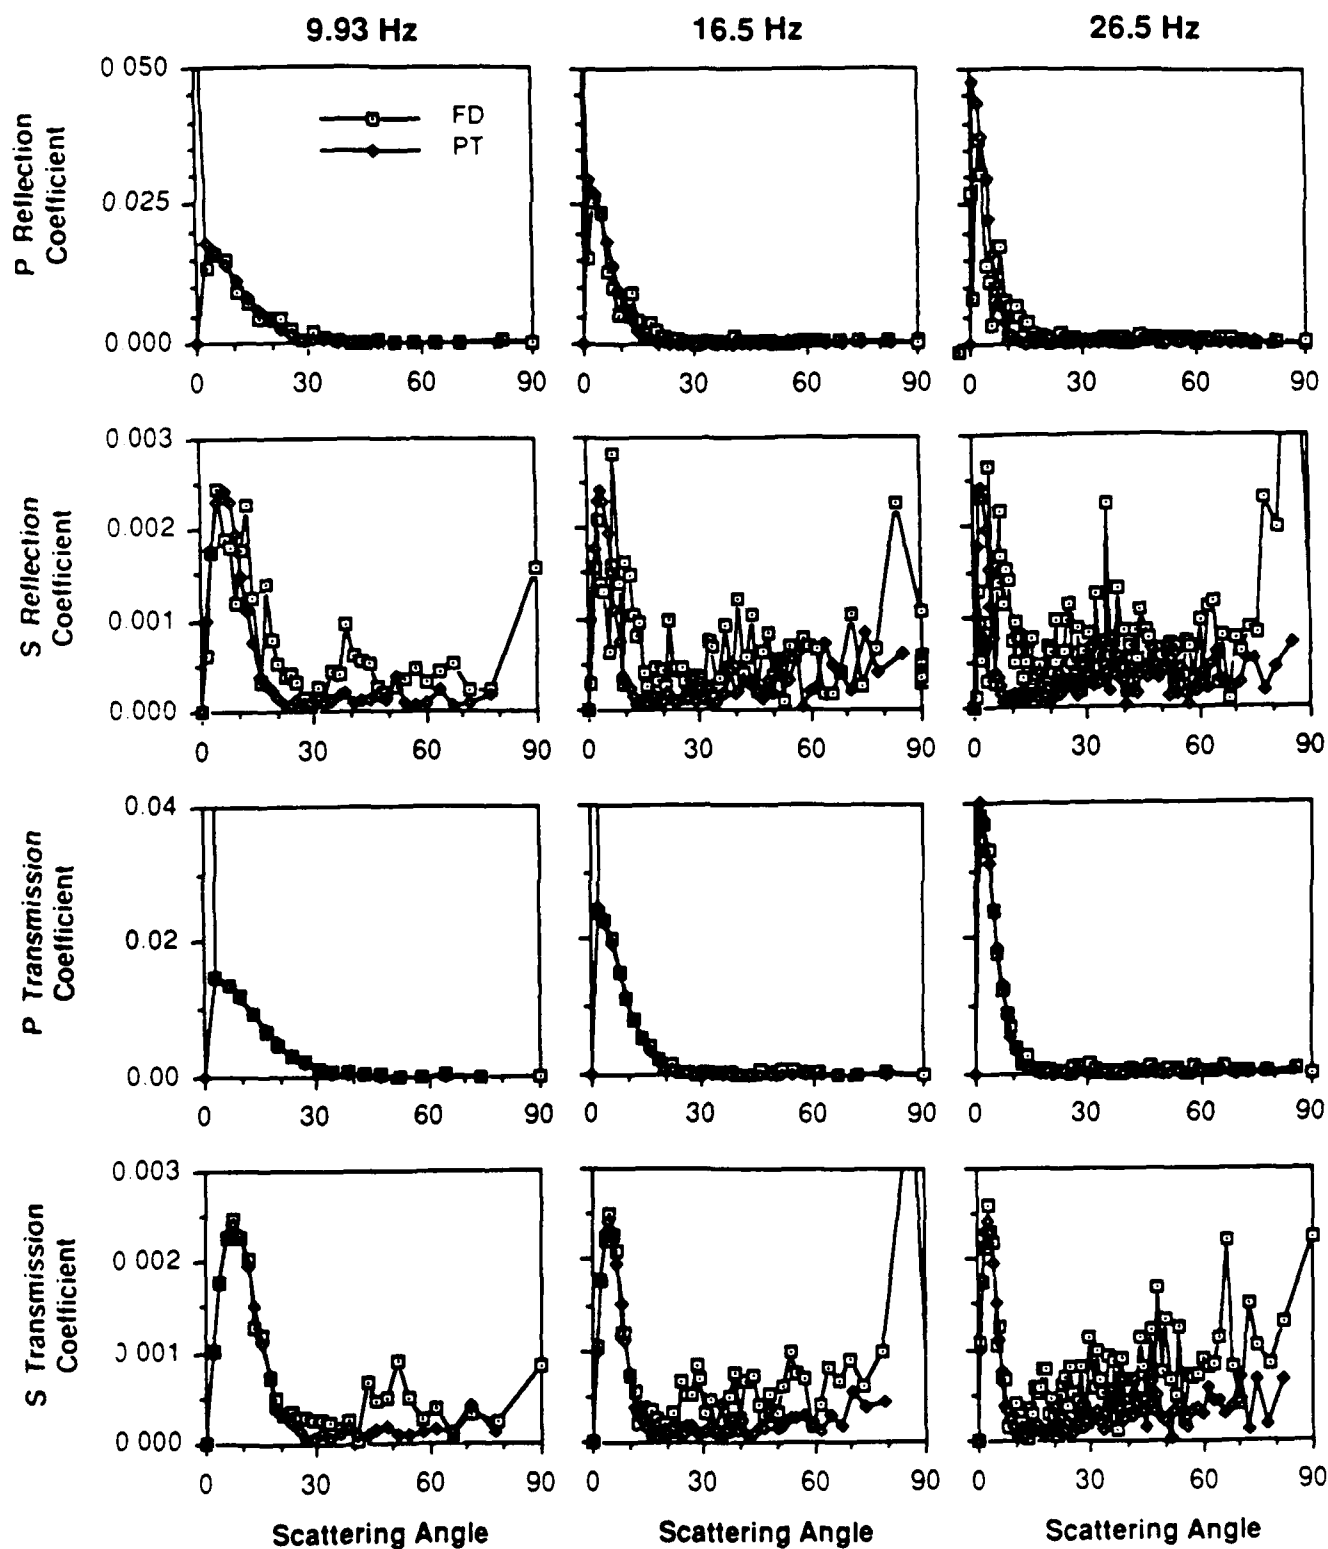 9.93 Hz 16.5 Hz 26.5 Hz
P Reflection
Coefficient
0.050
0.025
0.000
FD
PT
0 30 60 90
0 30 60 90
0 30 60 90
S Reflection
Coefficient
0.003
0.002
0.001
0.000
0 30 60 90
0 30 60 90
0 30 60 90
P Transmission
Coefficient
0.04
0.02
0.00
0 30 60 90
0 30 60 90
0 30 60 90
S Transmission
Coefficient
0.003
0.002
0.001
0.000
0 30 60 90
0 30 60 90
0 30 60 90
Scattering Angle Scattering Angle Scattering Angle